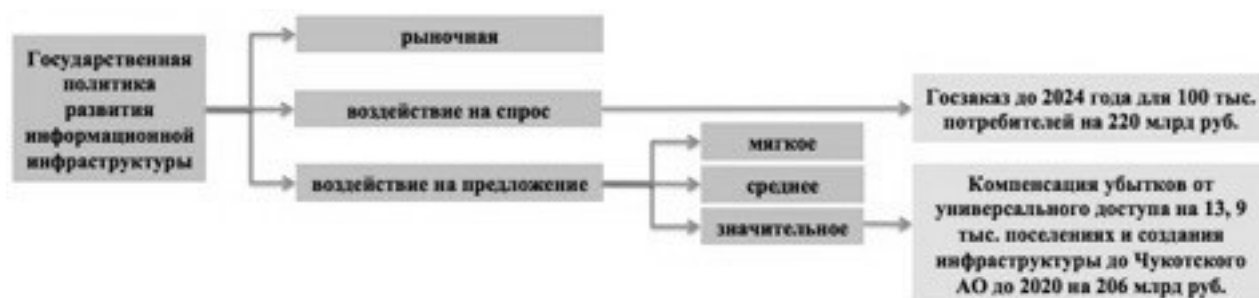 Государственная
политика
развития
информационной
инфраструктуры
рыночная
воздействие на спрос
воздействие на предложение
мягкое
среднее
значительное
Госзаказ до 2024 года для 100 тыс.
потребителей на 220 млрд руб.
Компенсация убытков от
универсального доступа на 13, 9
тыс. поселениях и создания
инфраструктуры до Чукотского
АО до 2020 на 206 млрд руб.